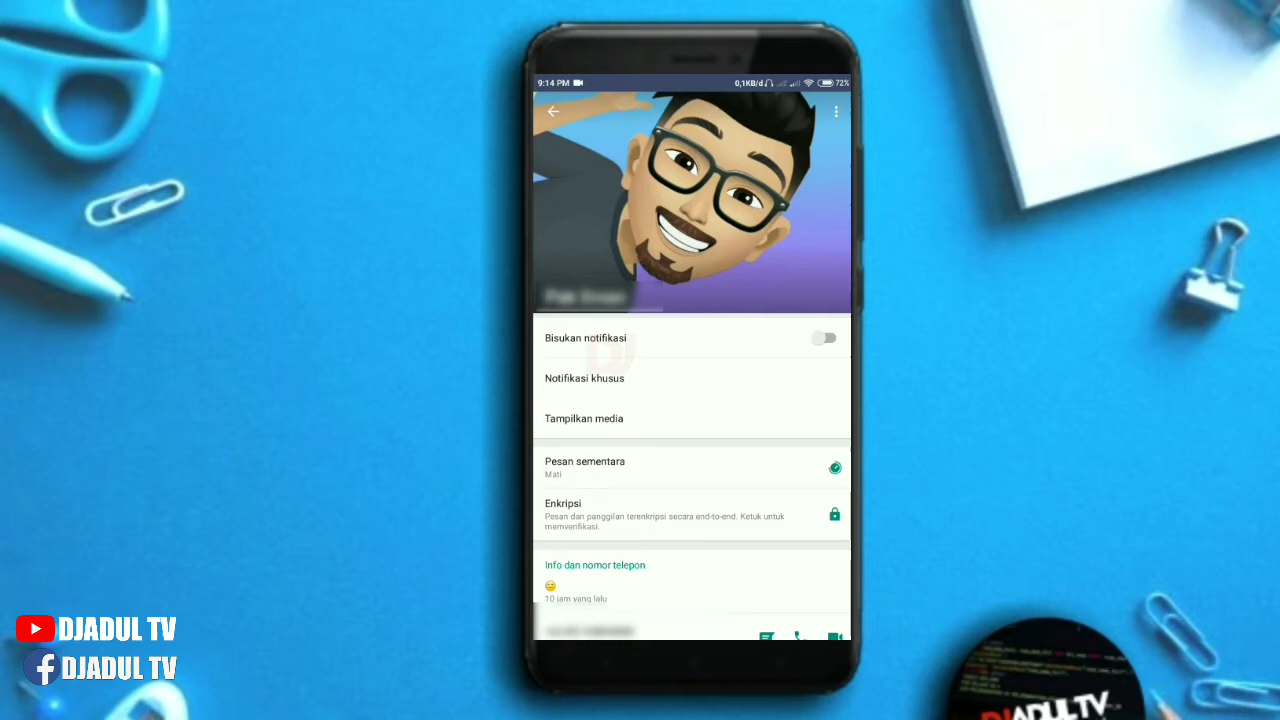 9:14 PM
0,1KB/d
72%
Bisukan notifikasi
Notifikasi khusus
Tampilkan media
Pesan sementara
Mati
Enkripsi
Pesan dan panggilan terenkripsi secara end-to-end. Ketuk untuk
memverifikasi.
Info dan nomor telepon
10 jam yang lalu
DJADUL TV
DJADUL TV
DJADUL TV